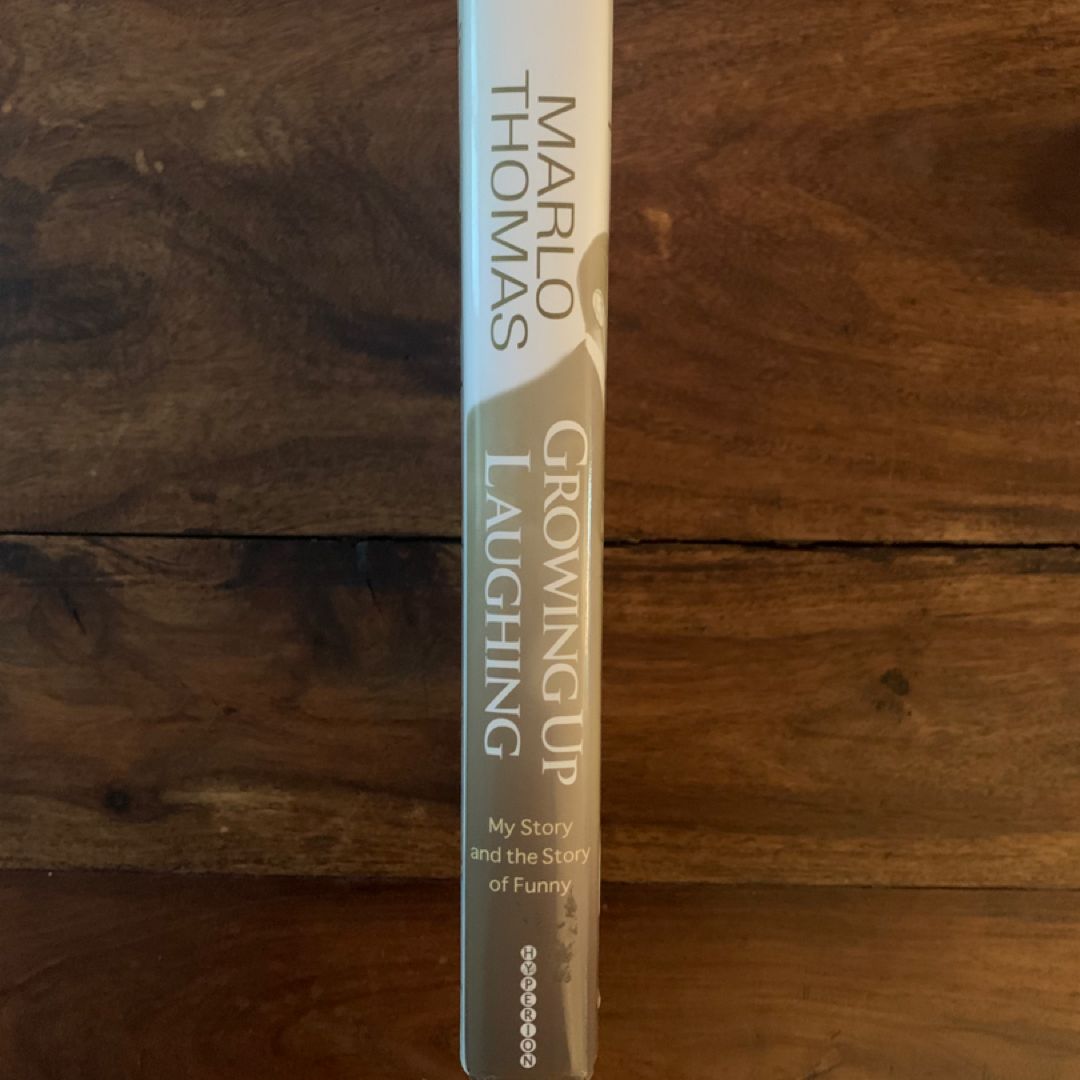 MARLO
THOMAS
GROWING UP
LAUGHING
My Story
and the Story
of Funny
HYPERION